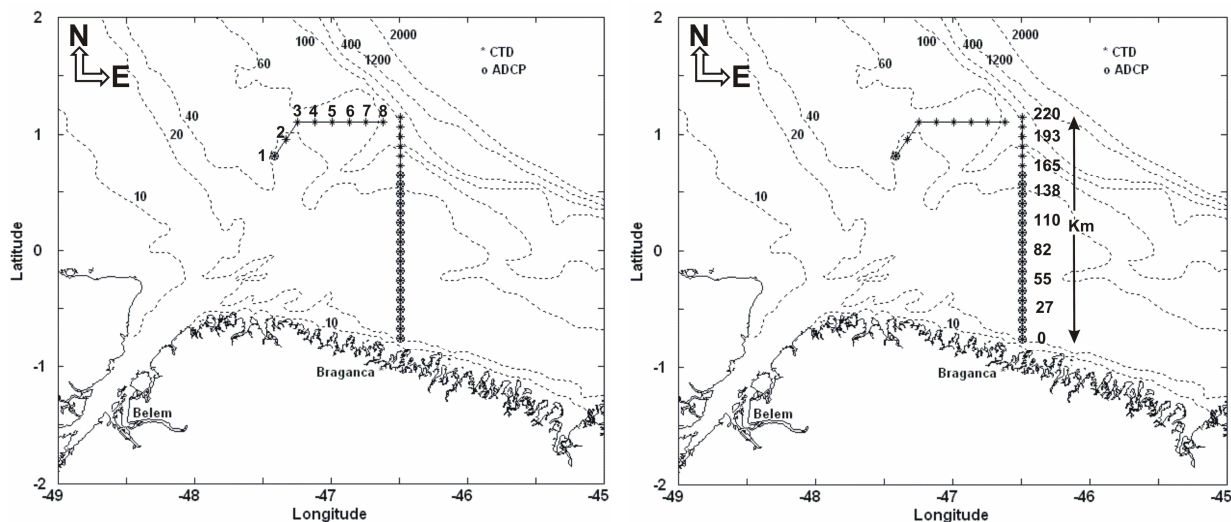 2
N
E
100
400
2000
1200
* CTD
⊙ ADCP
60
40
20
3 4 5 6 7 8
2
1
1
10
0
10
-1
Braganca
Belem
-2
-49 -48 -47 -46 -45
Latitude
Longitude
2
N
E
100
400
2000
1200
* CTD
⊙ ADCP
60
40
20
220
193
165
138
110
Km
82
55
27
0
1
10
0
10
-1
Braganca
Belem
-2
-49 -48 -47 -46 -45
Latitude
Longitude